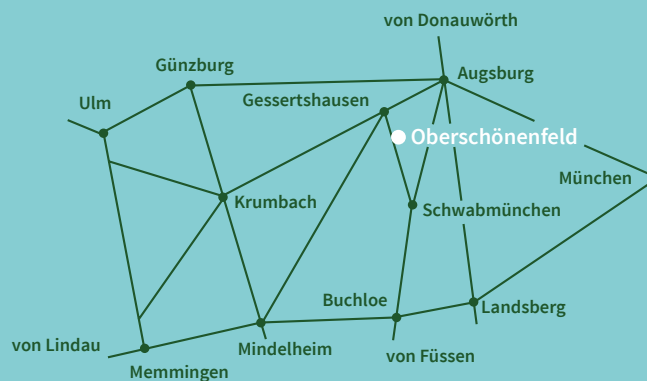 von Donauwörth
Günzburg
Augsburg
Ulm
Gessertshausen
Oberschönenfeld
München
Krumbach
Schwabmünchen
Buchloe
Landsberg
von Lindau
Mindelheim
von Füssen
Memmingen